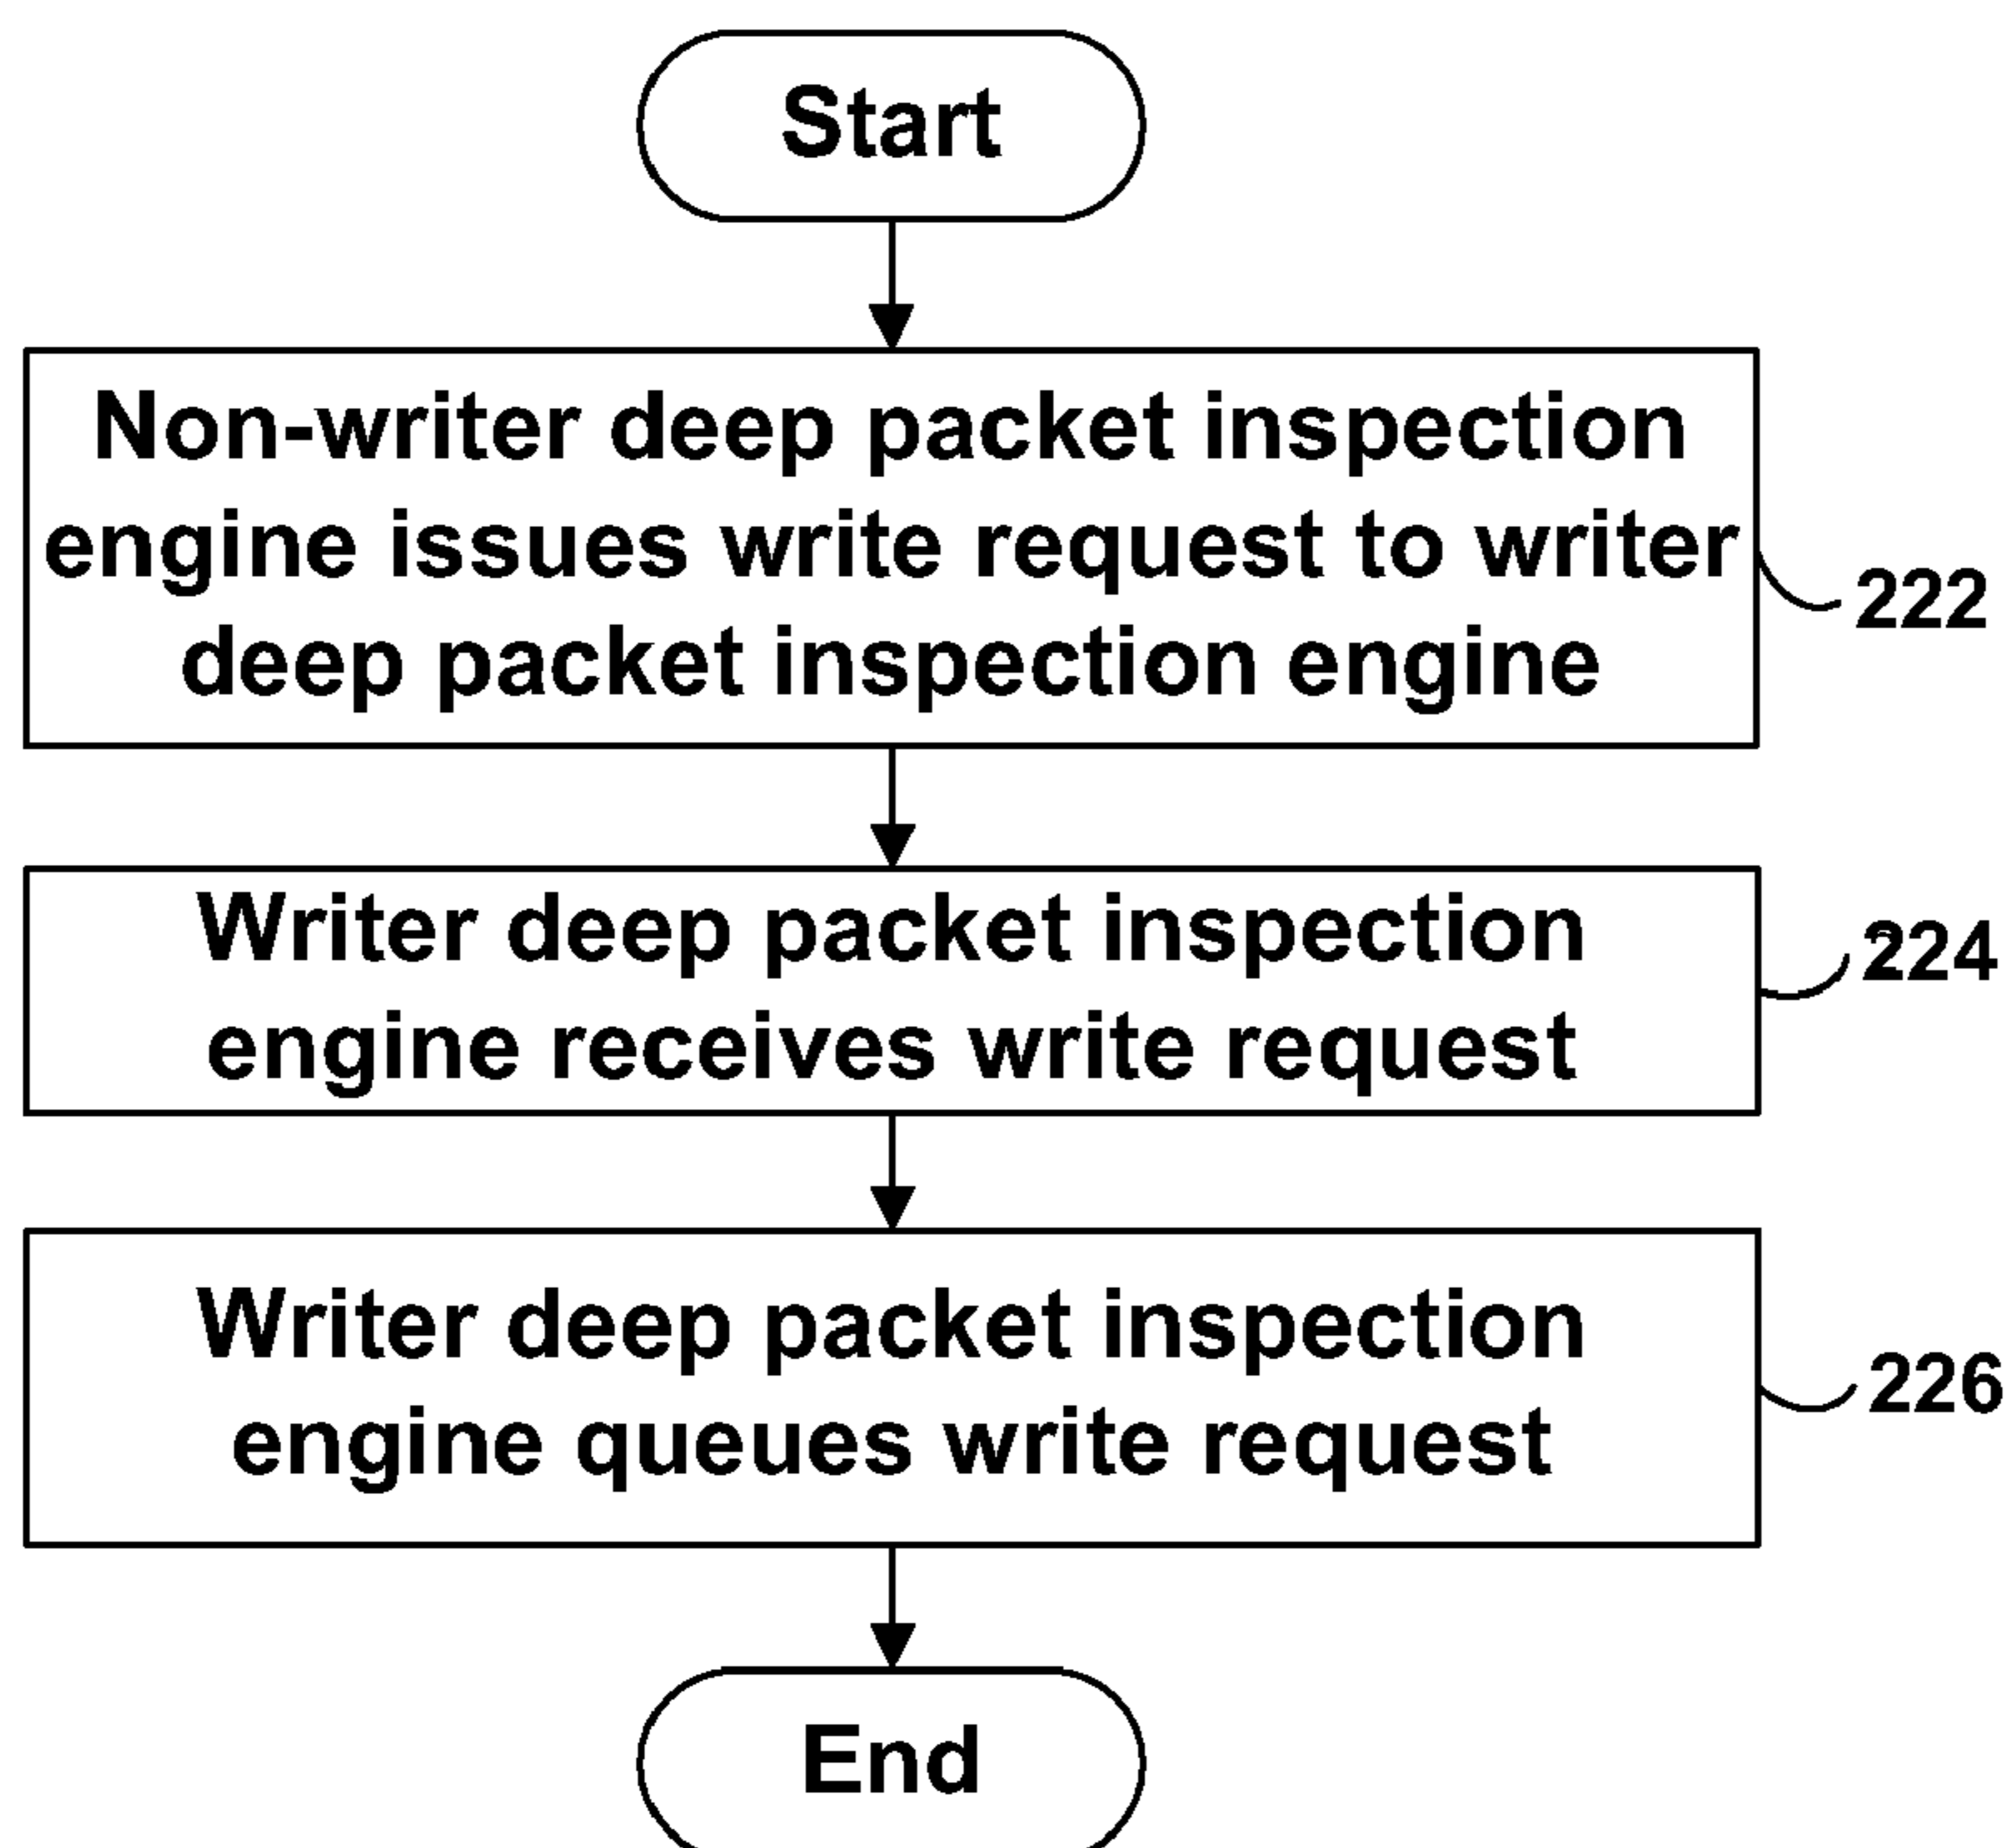 Start
Non-writer deep packet inspection
engine issues write request to writer
deep packet inspection engine
222
Writer deep packet inspection
engine receives write request
224
Writer deep packet inspection
engine queues write request
226
End